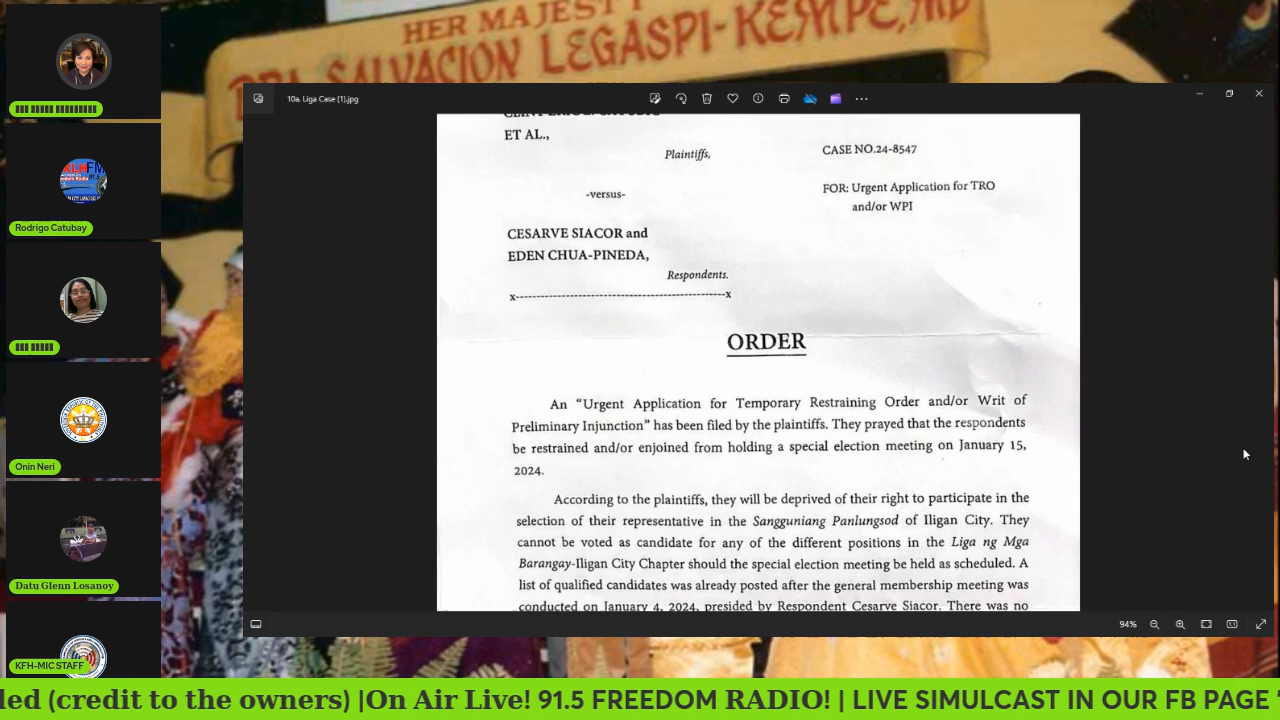 HER MAJESTY
DRA. SALVACION LEGASPI-KEMPE, MD
10a. Liga Case (1).jpg
ET AL.,
Plaintiffs,
CASE NO.24-8547
-versus-
FOR: Urgent Application for TRO
and/or WPI
CESARVE SIACOR and
EDEN CHUA-PINEDA,
Respondents.
x--------------------------------------------------x
ORDER
An “Urgent Application for Temporary Restraining Order and/or Writ of
Preliminary Injunction” has been filed by the plaintiffs. They prayed that the respondents
be restrained and/or enjoined from holding a special election meeting on January 15,
2024.
According to the plaintiffs, they will be deprived of their right to participate in the
selection of their representative in the Sangguniang Panlungsod of Iligan City. They
cannot be voted as candidate for any of the different positions in the Liga ng Mga
Barangay-Iligan City Chapter should the special election meeting be held as scheduled. A
list of qualified candidates was already posted after the general membership meeting was
conducted on January 4, 2024, presided by Respondent Cesarve Siacor. There was no
94%
Rodrigo Catubay
Onin Neri
Datu Glenn Losanoy
KFH-MIC STAFF
led (credit to the owners) |On Air Live! 91.5 FREEDOM RADIO! | LIVE SIMULCAST IN OUR FB PAGE